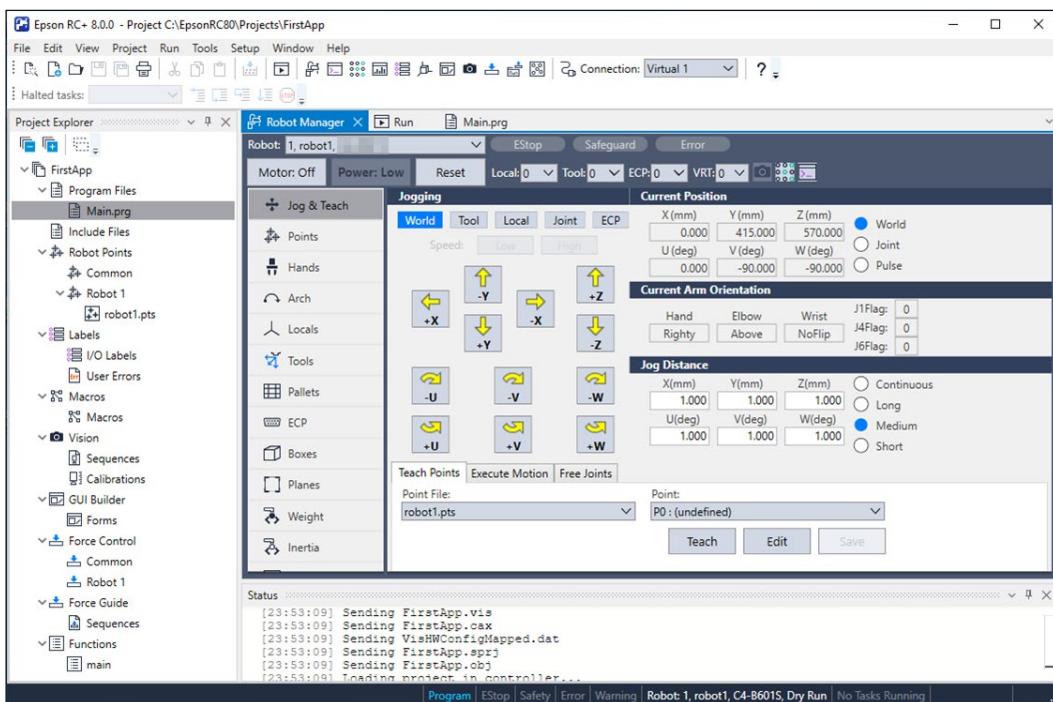 Epson RC+ 8.0.0 - Project C:\EpsonRC80\Projects\FirstApp
File Edit View Project Run Tools Setup Window Help
Connection: Virtual 1 ?
Halted tasks:
Project Explorer
FirstApp
Program Files
Main.prg
Include Files
Robot Points
Common
Robot 1
robot1.pts
Labels
I/O Labels
User Errors
Macros
Macros
Vision
Sequences
Calibrations
GUI Builder
Forms
Force Control
Common
Robot 1
Force Guide
Sequences
Functions
main
Robot Manager Run Main.prg
Robot: 1, robot1, EStop Safeguard Error
Motor: Off Power: Low Reset Local: 0 Tool: 0 ECP: 0 VRT: 0
Jog & Teach
Points
Hands
Arch
Locals
Tools
Pallets
ECP
Boxes
Planes
Weight
Inertia
Jogging
World Tool Local Joint ECP
Speed: Low High
-Y +Z
+X -X
+Y -Z
-U -V -W
+U +V +W
Current Position
X (mm) Y (mm) Z (mm)
0.000 415.000 570.000
U (deg) V (deg) W (deg)
0.000 -90.000 -90.000
World
Joint
Pulse
Current Arm Orientation
Hand Elbow Wrist
Righty Above NoFlip
J1Flag: 0
J4Flag: 0
J6Flag: 0
Jog Distance
X(mm) Y(mm) Z(mm)
1.000 1.000 1.000
U(deg) V(deg) W(deg)
1.000 1.000 1.000
Continuous
Long
Medium
Short
Teach Points Execute Motion Free Joints
Point File: Point:
robot1.pts P0 : (undefined)
Teach Edit Save
Status
[23:53:09] Sending FirstApp.vis
[23:53:09] Sending FirstApp.cax
[23:53:09] Sending VisHWConfigMapped.dat
[23:53:09] Sending FirstApp.sprj
[23:53:09] Sending FirstApp.obj
[23:53:09] Loading project in controller...
Program EStop Safety Error Warning Robot: 1, robot1, C4-B601S, Dry Run No Tasks Running